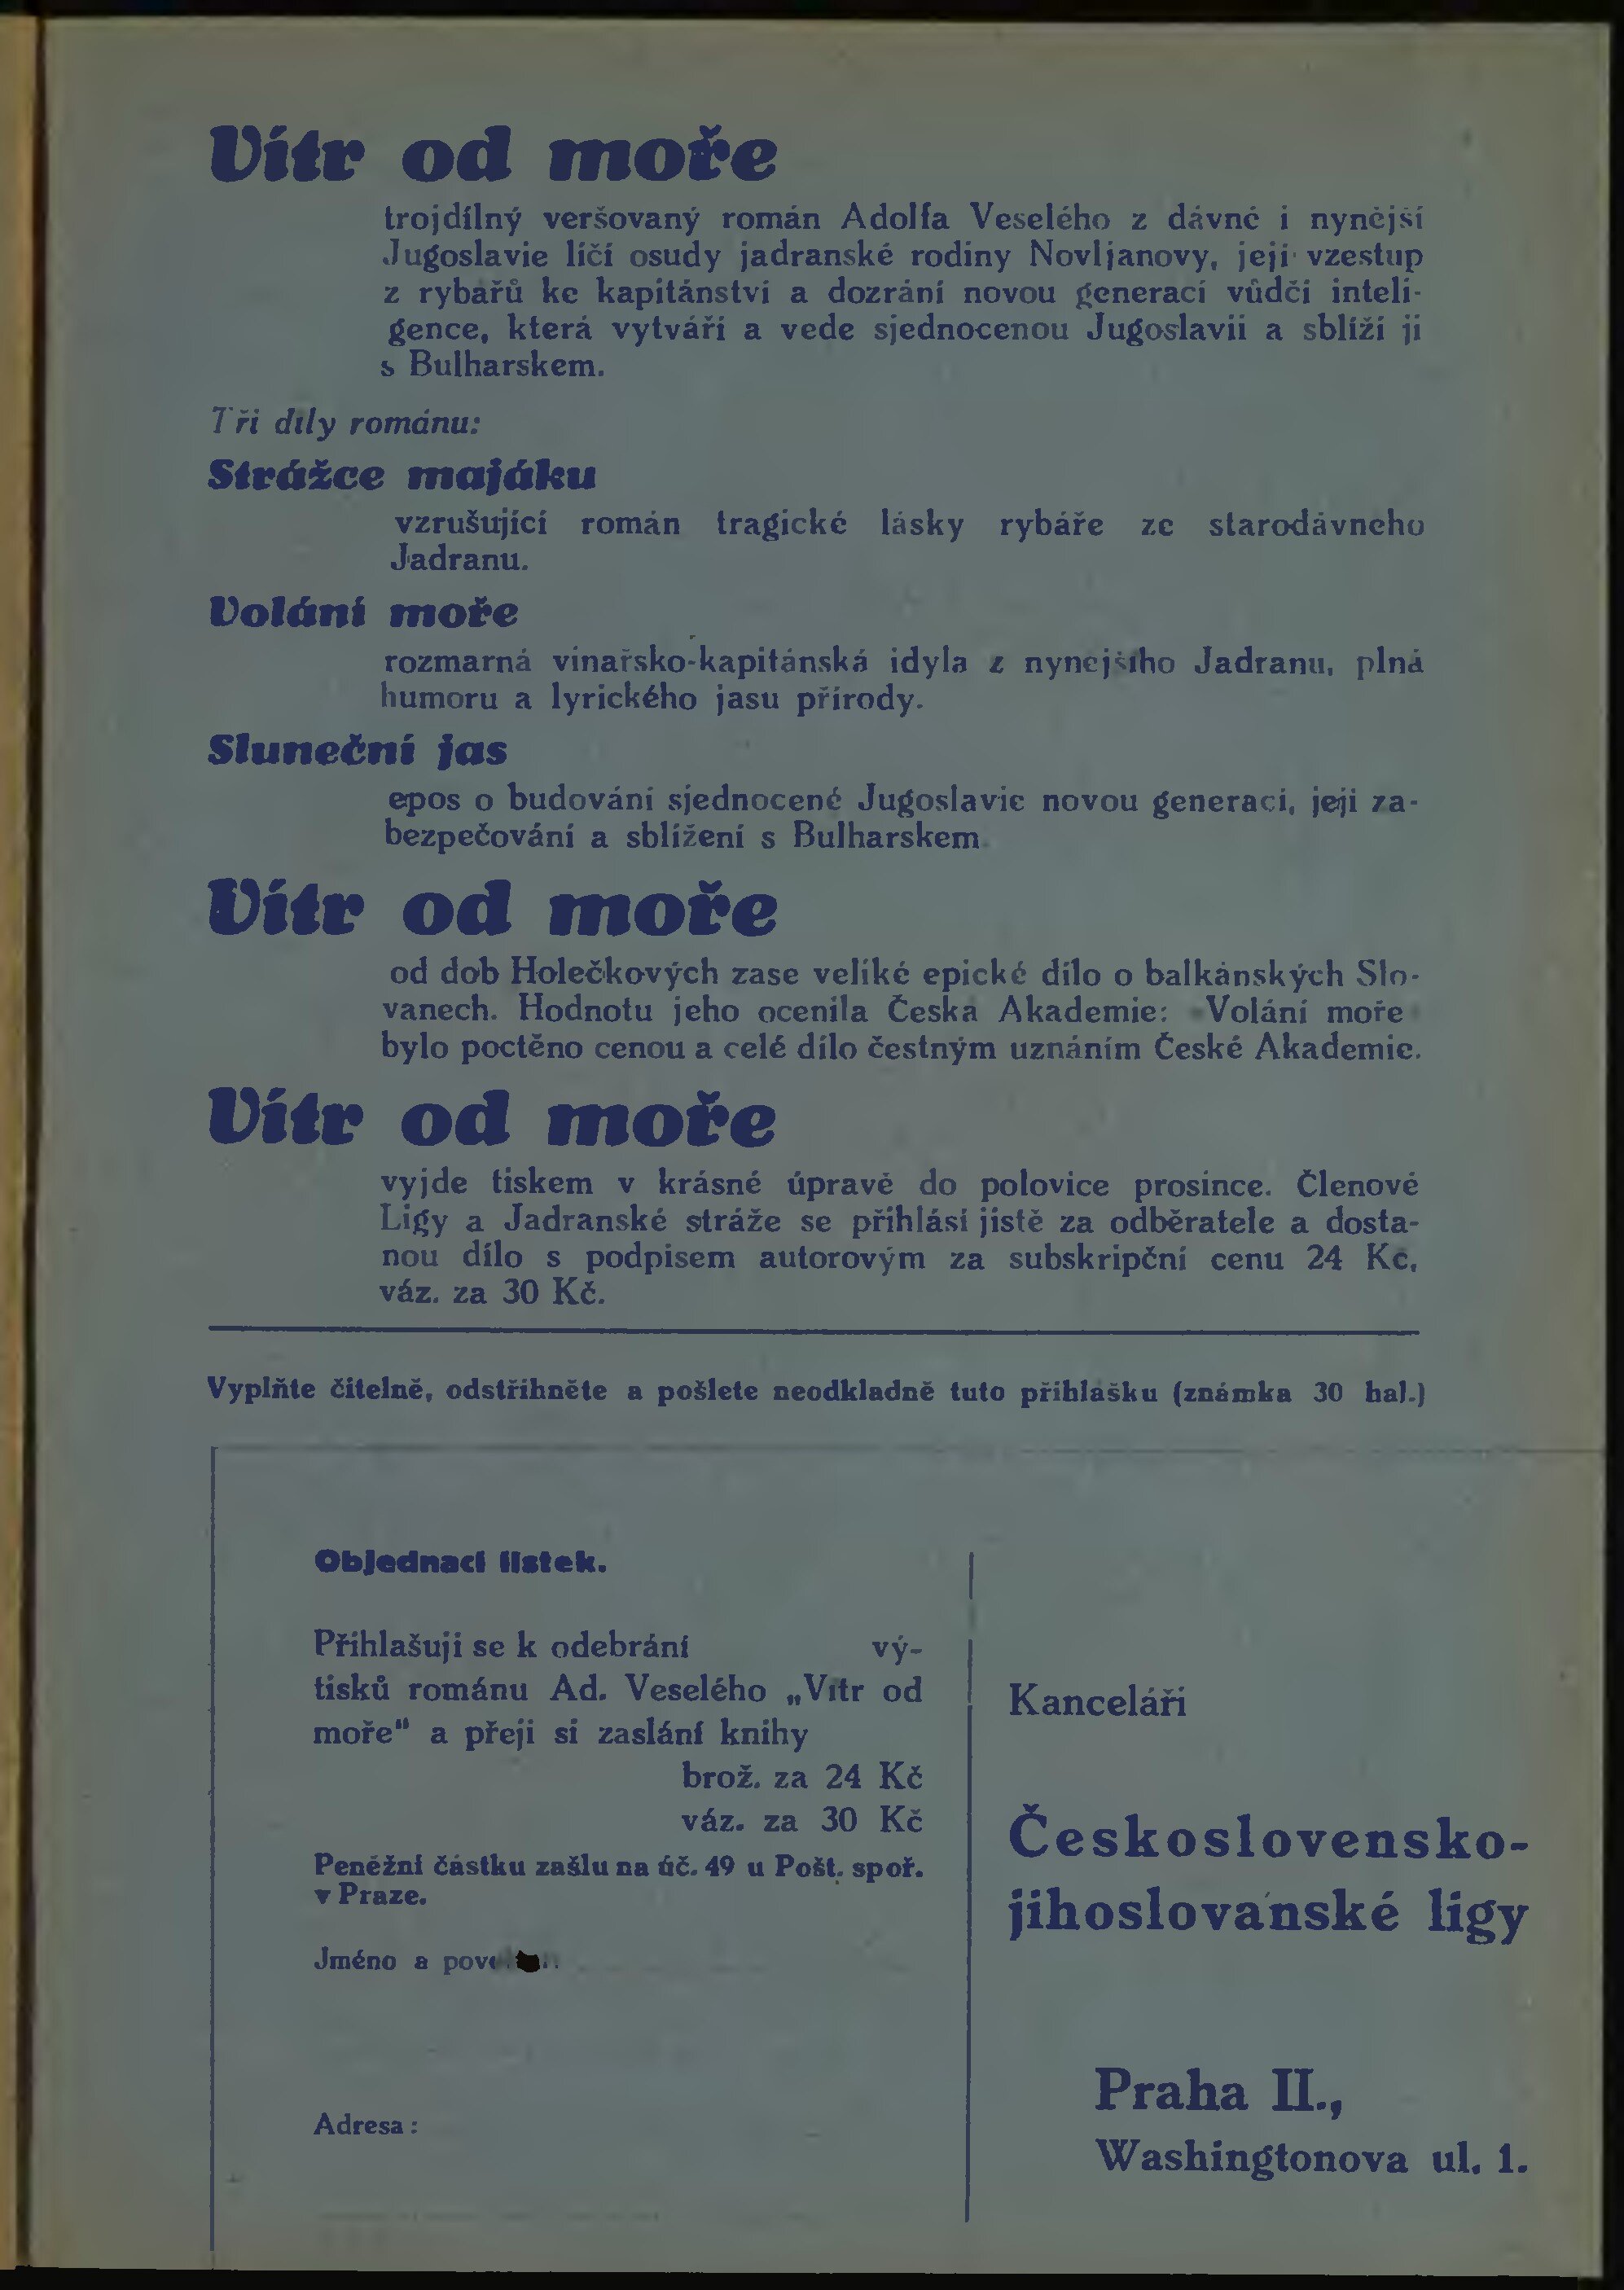 Vítr od moře
trojdílný veršovaný román Adolfa Veselého z dávné i nynější
Jugoslavie líčí osudy jadranské rodiny Novljanovy, její vzestup
z rybářů ke kapitánství a dozrání novou generací vůdčí inteli-
gence, která vytváří a vede sjednocenou Jugoslavii a sblíží ji
s Bulharskem.
Tři díly románu:
Strážce majáku
vzrušující román tragické lásky rybáře ze starodávneho
Jadranu.
Volání moře
rozmarná vinařsko-kapitánská idyla z nynejšího Jadranu, plná
humoru a lyrického jasu přírody.
Sluneční jas
epos o budování sjednocené Jugoslavie novou generací, její za-
bezpečování a sblížení s Bulharskem
Vítr od moře
od dob Holečkových zase veliké epické dílo o balkánských Slo-
vanech. Hodnotu jeho ocenila Česká Akademie: Volání moře
bylo poctěno cenou a celé dílo čestným uznáním České Akademie.
Vítr od moře
vyjde tiskem v krásné úpravě do polovice prosince. Členové
Ligy a Jadranské stráže se přihlásí jistě za odběratele a dosta-
nou dílo s podpisem autorovým za subskripční cenu 24 Kč,
váz. za 30 Kč.
Vyplňte čitelně, odstřihněte a pošlete neodkladně tuto přihlášku (známka 30 hal.)
Objednací lístek.
Přihlašuji se k odebrání vý-
tisků románu Ad. Veselého „Vítr od
moře" a přeji si zaslání knihy
brož. za 24 Kč
váz. za 30 Kč
Peněžní částku zašlu na úč. 49 u Pošt. spoř.
v Praze.
Jméno a
Adresa:
Kanceláři
Československo-
jihoslovanské ligy
Praha II.,
Washingtonova ul. 1.